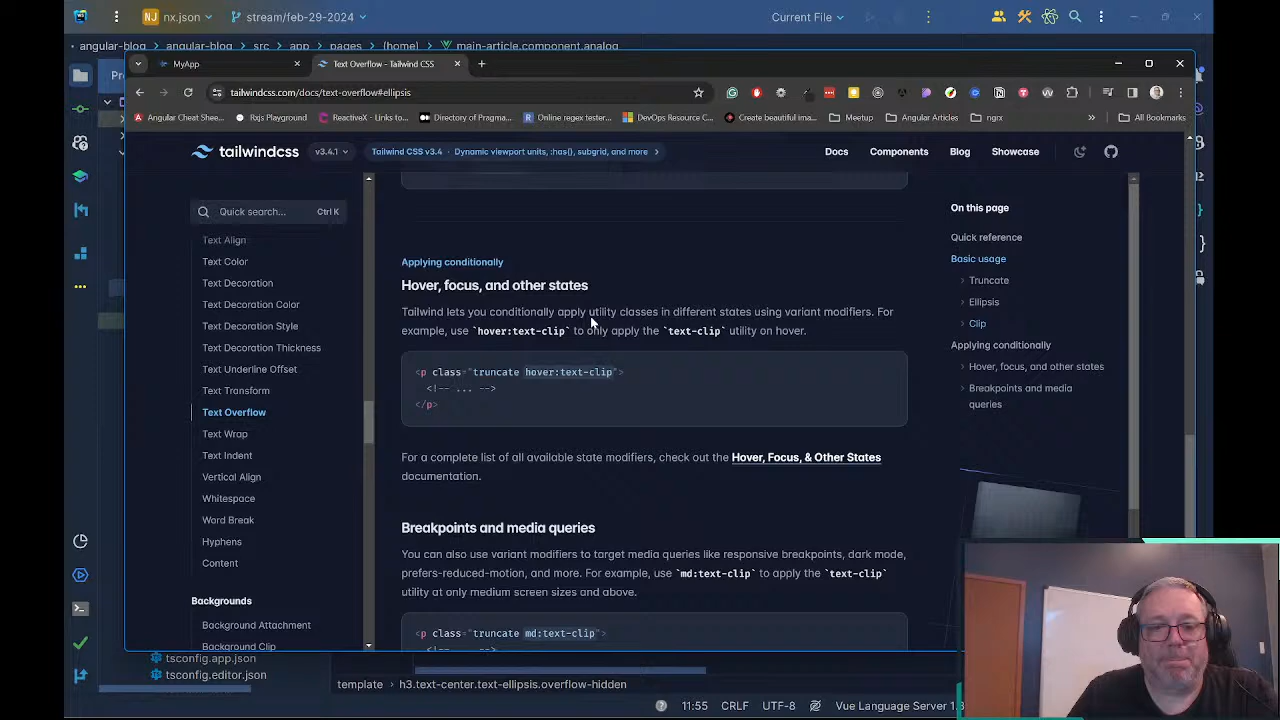 NJ nx.json
stream/feb-29-2024
Current File
angular-blog
angular-blog
src
app
pages
(home)
main-article.component.analog
MyApp
Text Overflow - Tailwind CSS
tailwindcss.com/docs/text-overflow#ellipsis
Angular Cheat Shee...
Rxjs Playground
ReactiveX - Links to...
Directory of Pragma...
Online regex tester...
DevOps Resource C...
Create beautiful ima...
Meetup
Angular Articles
ngrx
»
All Bookmarks
tailwindcss
v3.4.1
Tailwind CSS v3.4 · Dynamic viewport units, :has(), subgrid, and more
Docs
Components
Blog
Showcase
Quick search...
Ctrl K
Text Align
Text Color
Text Decoration
Text Decoration Color
Text Decoration Style
Text Decoration Thickness
Text Underline Offset
Text Transform
Text Overflow
Text Wrap
Text Indent
Vertical Align
Whitespace
Word Break
Hyphens
Content
Backgrounds
Background Attachment
Background Clip
Applying conditionally
Hover, focus, and other states
Tailwind lets you conditionally apply utility classes in different states using variant modifiers. For
example, use `hover:text-clip` to only apply the `text-clip` utility on hover.
<p class="truncate hover:text-clip">
<!-- ... -->
</p>
For a complete list of all available state modifiers, check out the Hover, Focus, & Other States
documentation.
Breakpoints and media queries
You can also use variant modifiers to target media queries like responsive breakpoints, dark mode,
prefers-reduced-motion, and more. For example, use `md:text-clip` to apply the `text-clip`
utility at only medium screen sizes and above.
<p class="truncate md:text-clip">
On this page
Quick reference
Basic usage
Truncate
Ellipsis
Clip
Applying conditionally
Hover, focus, and other states
Breakpoints and media
queries
tsconfig.app.json
tsconfig.editor.json
template
h3.text-center.text-ellipsis.overflow-hidden
11:55
CRLF
UTF-8
Vue Language Server 1.8